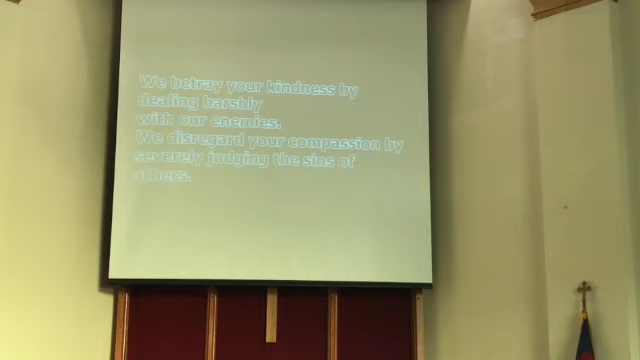 We betray your kindness by
dealing harshly
with our enemies.
We disregard your compassion by
severely judging the sins of
others.